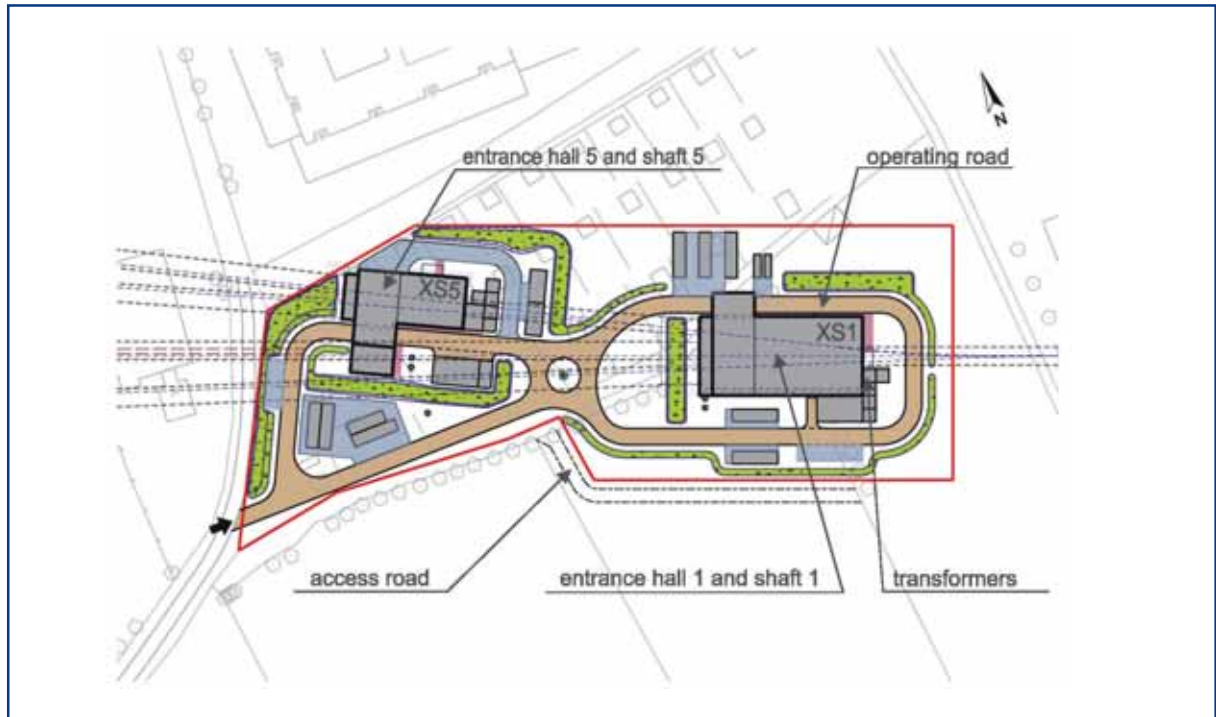 N
entrance hall 5 and shaft 5
operating road
XS5
XS1
access road
entrance hall 1 and shaft 1
transformers